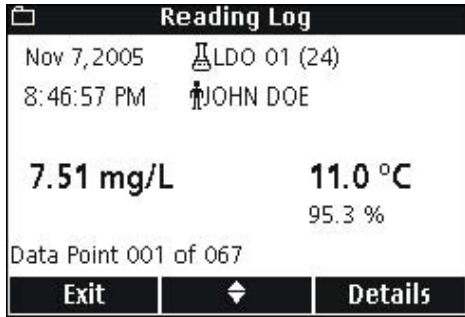 Reading Log
Nov 7,2005 LDO 01 (24)
8:46:57 PM JOHN DOE
7.51 mg/L 11.0 °C
95.3 %
Data Point 001 of 067
Exit Details